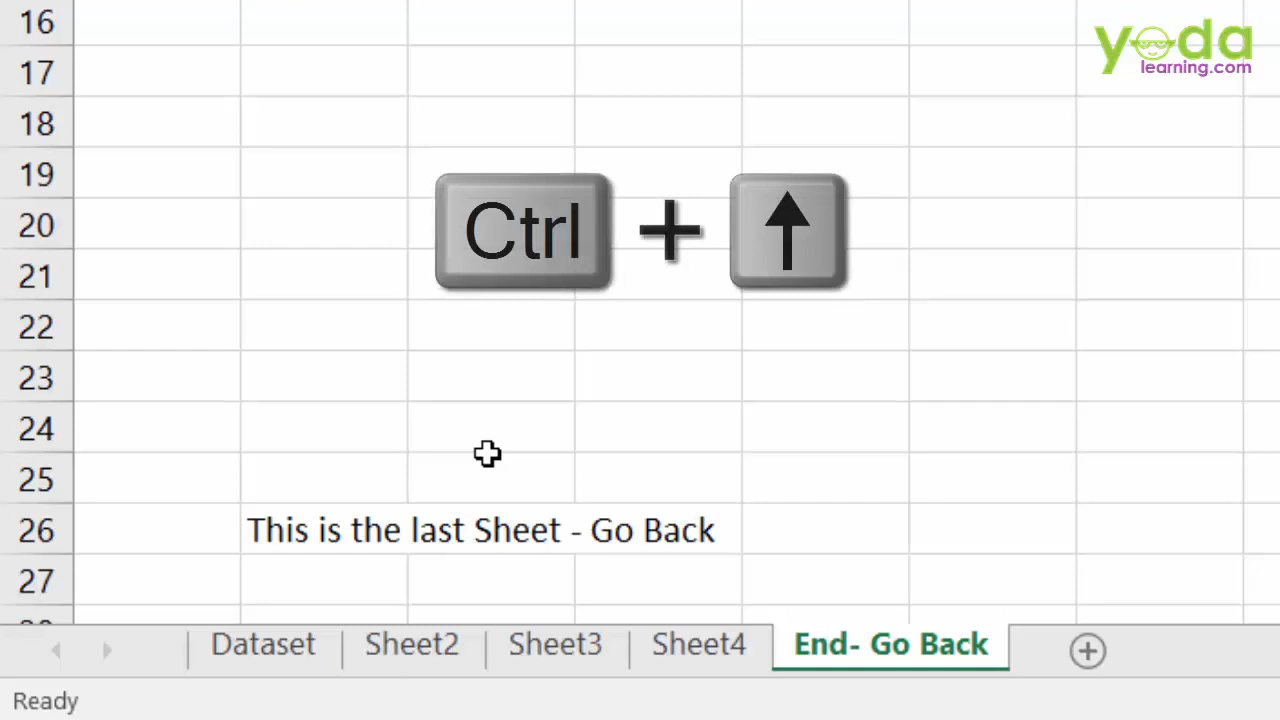 16
yoda
learning.com
17
18
19
Ctrl + ↑
20
21
22
23
24
25
26 This is the last Sheet - Go Back
27
Dataset Sheet2 Sheet3 Sheet4 End- Go Back
Ready